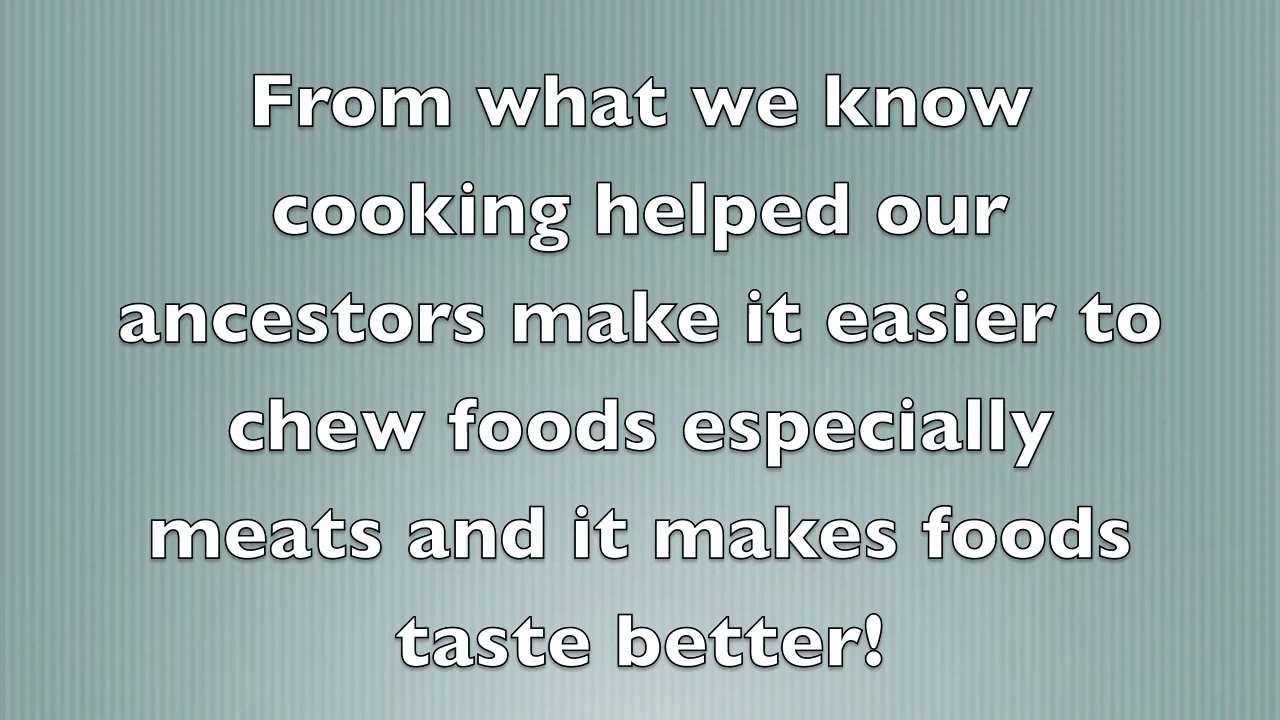 From what we know
cooking helped our
ancestors make it easier to
chew foods especially
meats and it makes foods
taste better!